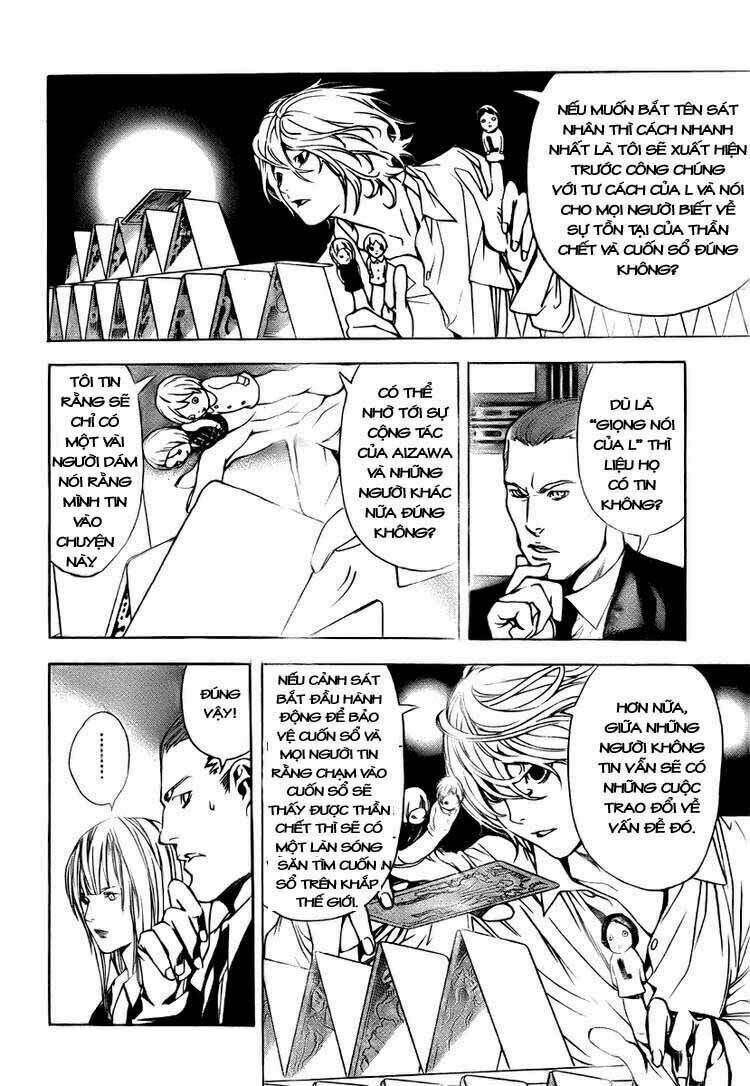 NẾU MUỐN BẮT TÊN SÁT
NHÂN THÌ CÁCH NHANH
NHẤT LÀ TÔI SẼ XUẤT HIỆN
TRƯỚC CÔNG CHÚNG
VỚI TƯ CÁCH CỦA L VÀ NÓI
CHO MỌI NGƯỜI BIẾT VỀ
SỰ TỒN TẠI CỦA THẦN
CHẾT VÀ CUỐN SỔ ĐÚNG
KHÔNG?
DÙ LÀ
"GIỌNG NÓI
CỦA L" THÌ
LIỆU HỌ
CÓ TIN
KHÔNG?
CÓ THỂ
NHỜ TỚI SỰ
CỘNG TÁC
CỦA AIZAWA
VÀ NHỮNG
NGƯỜI KHÁC
NỮA ĐÚNG
KHÔNG?
TÔI TIN
RẰNG SẼ
CHỈ CÓ
MỘT VÀI
NGƯỜI DÁM
NÓI RẰNG
MÌNH TIN
VÀO
CHUYỆN
NÀY.
HƠN NỮA,
GIỮA NHỮNG
NGƯỜI KHÔNG
TIN VẪN SẼ CÓ
NHỮNG CUỘC
TRAO ĐỔI VỀ
VẤN ĐỀ ĐÓ.
NẾU CẢNH SÁT
BẮT ĐẦU HÀNH
ĐỘNG ĐỂ BẢO
VỆ CUỐN SỔ VÀ
MỌI NGƯỜI TIN
RẰNG CHẠM VÀO
CUỐN SỔ SẼ
THẤY ĐƯỢC THẦN
CHẾT THÌ SẼ CÓ
MỘT LÀN SÓNG
SĂN TÌM CUỐN
SỔ TRÊN KHẮP
THẾ GIỚI.
L
ĐÚNG
VẬY!
........